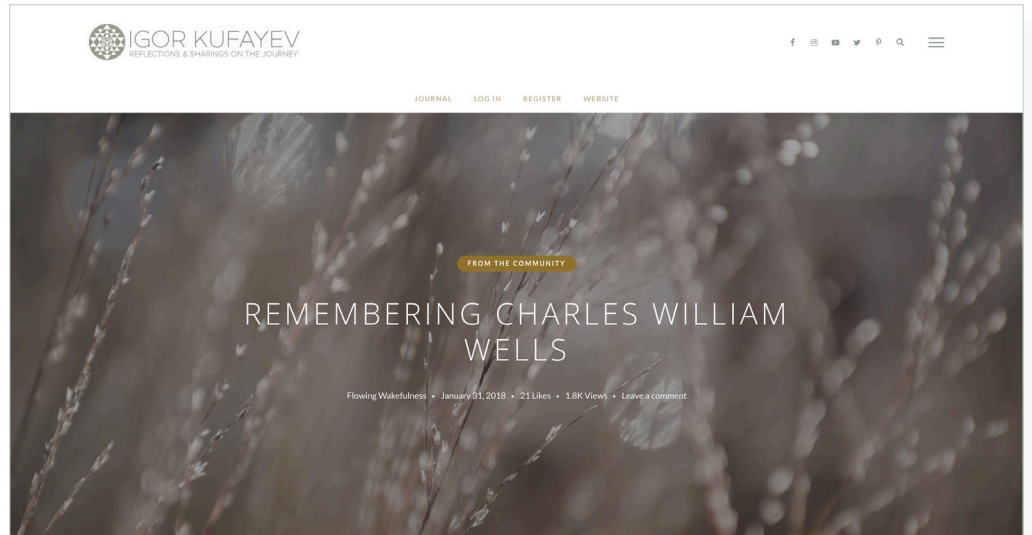 IGOR KUFAYEV
REFLECTIONS & SHARINGS ON THE JOURNEY
JOURNAL LOG IN REGISTER WEBSITE
FROM THE COMMUNITY
REMEMBERING CHARLES WILLIAM
WELLS
Flowing Wakefulness • January 31, 2018 • 21 Likes • 1.8K Views • Leave a comment